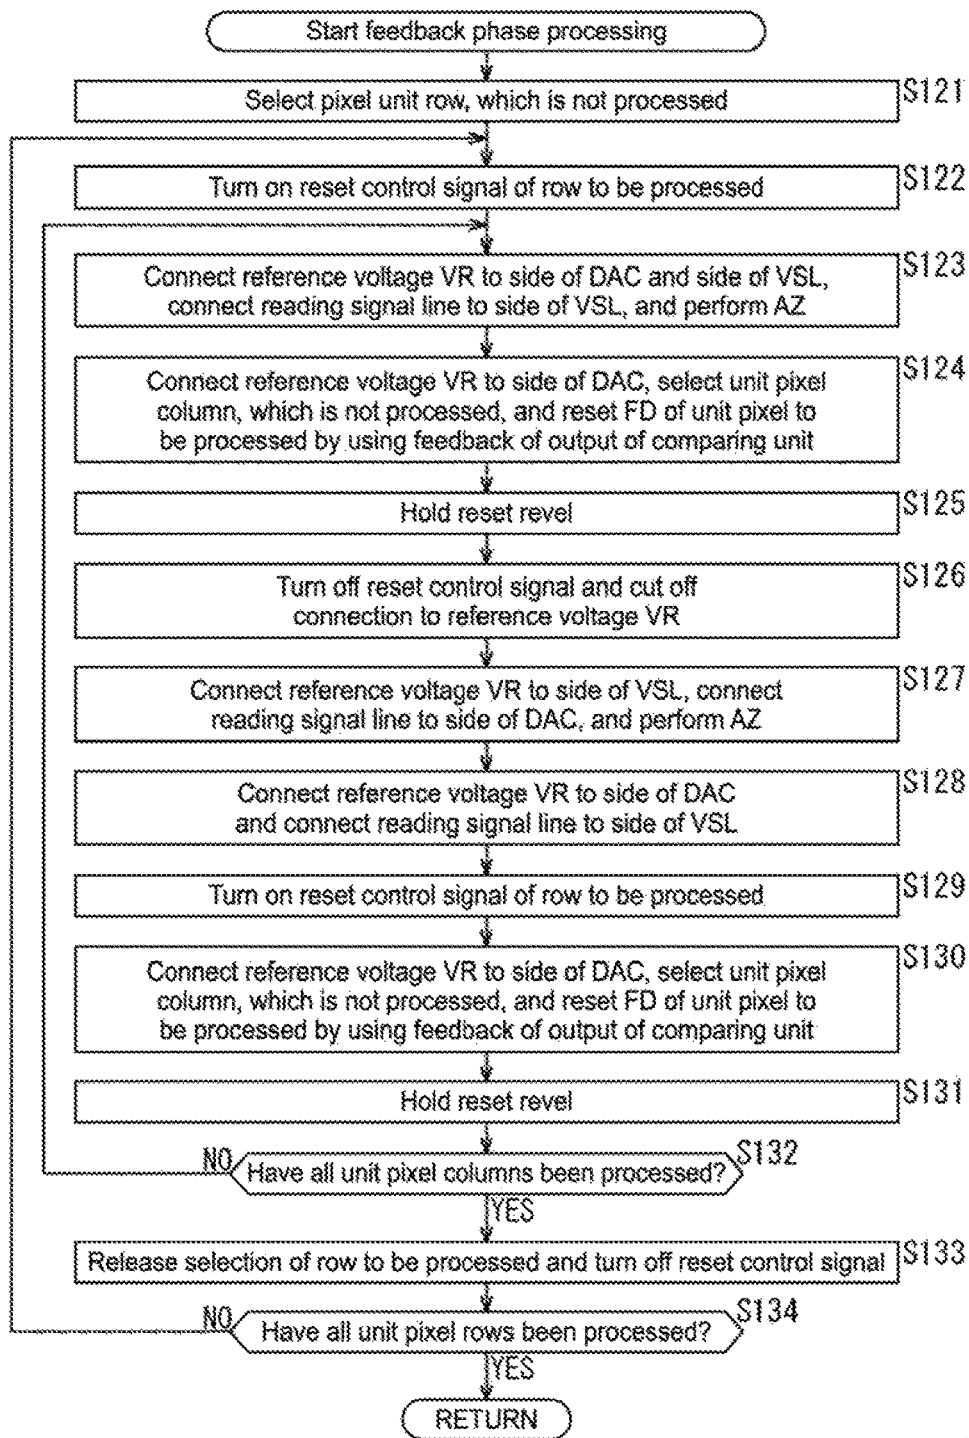 Start feedback phase processing
S121
Select pixel unit row, which is not processed
S122
Turn on reset control signal of row to be processed
S123
Connect reference voltage VR to side of DAC and side of VSL,
connect reading signal line to side of VSL, and perform AZ
S124
Connect reference voltage VR to side of DAC, select unit pixel
column, which is not processed, and reset FD of unit pixel to
be processed by using feedback of output of comparing unit
S125
Hold reset revel
S126
Turn off reset control signal and cut off
connection to reference voltage VR
S127
Connect reference voltage VR to side of VSL, connect
reading signal line to side of DAC, and perform AZ
S128
Connect reference voltage VR to side of DAC
and connect reading signal line to side of VSL
S129
Turn on reset control signal of row to be processed
S130
Connect reference voltage VR to side of DAC, select unit pixel
column, which is not processed, and reset FD of unit pixel to
be processed by using feedback of output of comparing unit
S131
Hold reset revel
S132
NO
Have all unit pixel columns been processed?
YES
S133
Release selection of row to be processed and turn off reset control signal
S134
NO
Have all unit pixel rows been processed?
YES
RETURN